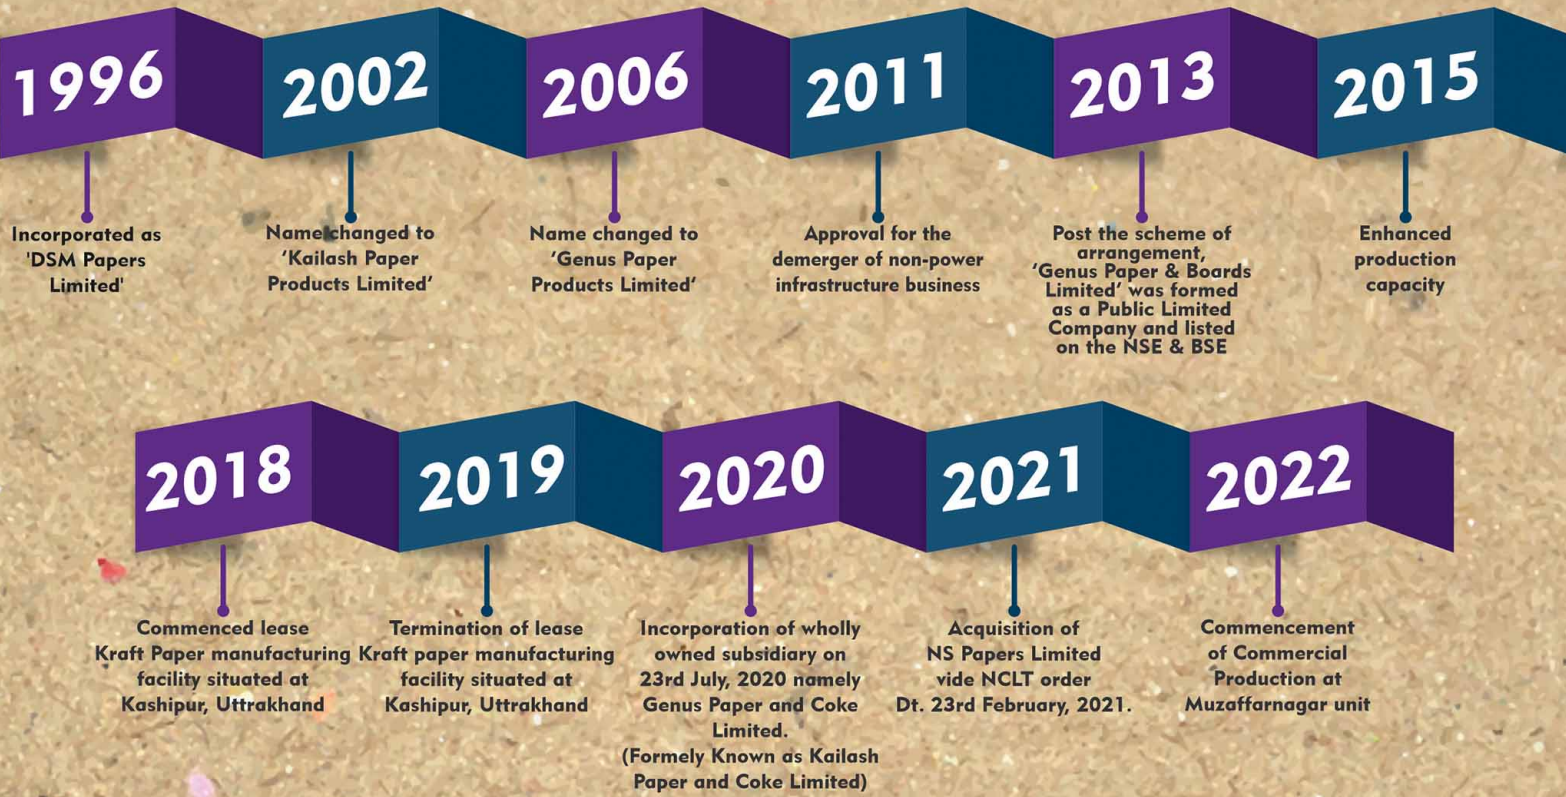 1996
Incorporated as
'DSM Papers
Limited'
2002
Name changed to
‘Kailash Paper
Products Limited’
2006
Name changed to
‘Genus Paper
Products Limited’
2011
Approval for the
demerger of non-power
infrastructure business
2013
Post the scheme of
arrangement,
‘Genus Paper & Boards
Limited’ was formed
as a Public Limited
Company and listed
on the NSE & BSE
2015
Enhanced
production
capacity
2018
Commenced lease
Kraft Paper manufacturing
facility situated at
Kashipur, Uttrakhand
2019
Termination of lease
Kraft paper manufacturing
facility situated at
Kashipur, Uttrakhand
2020
Incorporation of wholly
owned subsidiary on
23rd July, 2020 namely
Genus Paper and Coke
Limited.
(Formely Known as Kailash
Paper and Coke Limited)
2021
Acquisition of
NS Papers Limited
vide NCLT order
Dt. 23rd February, 2021.
2022
Commencement
of Commercial
Production at
Muzaffarnagar unit